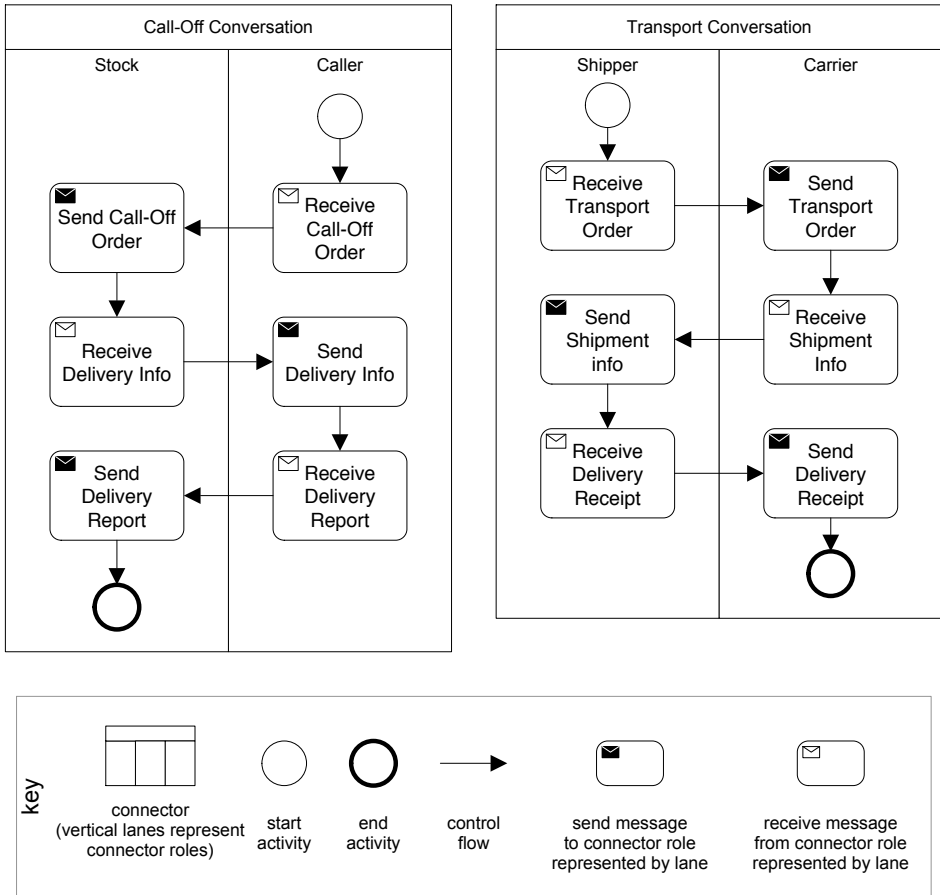 Call-Off Conversation
Stock
Caller
Receive
Call-Off
Order
Send Call-Off
Order
Receive
Delivery Info
Send
Delivery Info
Receive
Delivery
Report
Send
Delivery
Report
Transport Conversation
Shipper
Carrier
Receive
Transport
Order
Send
Transport
Order
Receive
Shipment
Info
Send
Shipment
info
Receive
Delivery
Receipt
Send
Delivery
Receipt
key
connector
(vertical lanes represent
connector roles)
start
activity
end
activity
control
flow
send message
to connector role
represented by lane
receive message
from connector role
represented by lane